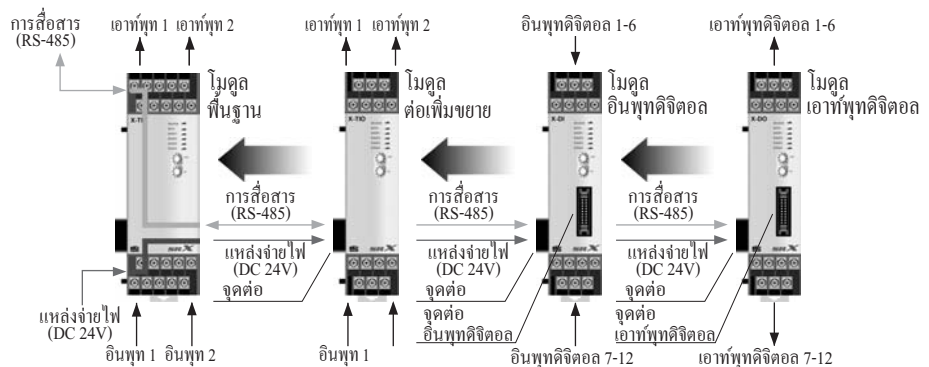 การสื่อสาร
(RS-485)
เอาท์พุท 1
เอาท์พุท 2
เอาท์พุท 1
เอาท์พุท 2
อินพุทดิจิตอล 1-6
เอาท์พุทดิจิตอล 1-6
โมดูล
พื้นฐาน
โมดูล
ต่อเพิ่มขยาย
โมดูล
อินพุทดิจิตอล
โมดูล
เอาท์พุทดิจิตอล
X-TIO
X-DI
X-DO
การสื่อสาร
(RS-485)
การสื่อสาร
(RS-485)
การสื่อสาร
(RS-485)
แหล่งจ่ายไฟ
(DC 24V)
จุดต่อ
แหล่งจ่ายไฟ
(DC 24V)
จุดต่อ
จุดต่อ
อินพุทดิจิตอล
แหล่งจ่ายไฟ
(DC 24V)
จุดต่อ
จุดต่อ
เอาท์พุทดิจิตอล
แหล่งจ่ายไฟ
(DC 24V)
อินพุท 1
อินพุท 2
อินพุท 1
อินพุทดิจิตอล 7-12
เอาท์พุทดิจิตอล 7-12